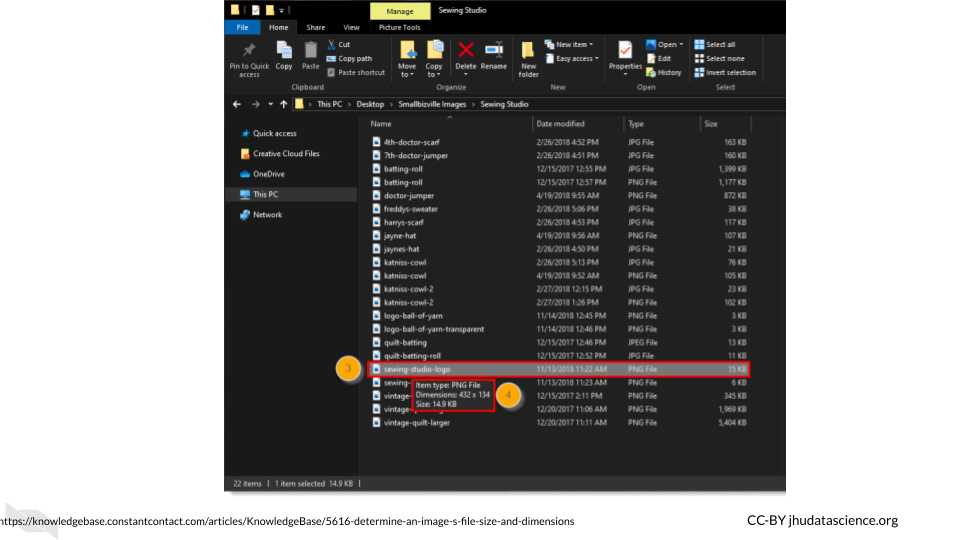 Manage Sewing Studio
File Home Share View Picture Tools
Pin to Quick access
Copy
Paste
Cut
Copy path
Paste shortcut
Clipboard
Move to
Copy to
Delete
Rename
Organize
New folder
New item
Easy access
New
Properties
Open
Edit
History
Open
Select all
Select none
Invert selection
Select
This PC > Desktop > Smallbizville Images > Sewing Studio
Quick access
Creative Cloud Files
OneDrive
This PC
Network
Name Date modified Type Size
4th-doctor-scarf 2/26/2018 4:52 PM JPG File 163 KB
7th-doctor-jumper 2/26/2018 4:51 PM JPG File 160 KB
batting-roll 12/15/2017 12:55 PM JPG File 1,399 KB
batting-roll 12/15/2017 12:57 PM PNG File 1,177 KB
doctor-jumper 4/19/2018 9:55 AM PNG File 872 KB
freddys-sweater 2/26/2018 5:06 PM JPG File 38 KB
harrys-scarf 2/26/2018 4:53 PM JPG File 117 KB
jayne-hat 4/19/2018 9:56 AM PNG File 107 KB
jaynes-hat 2/26/2018 4:50 PM JPG File 21 KB
katniss-cowl 2/26/2018 5:13 PM JPG File 76 KB
katniss-cowl 4/19/2018 9:52 AM PNG File 105 KB
katniss-cowl-2 2/27/2018 12:15 PM JPG File 23 KB
katniss-cowl-2 2/27/2018 1:26 PM PNG File 102 KB
logo-ball-of-yarn 11/14/2018 12:45 PM PNG File 3 KB
logo-ball-of-yarn-transparent 11/14/2018 12:46 PM PNG File 3 KB
quilt-batting 12/15/2017 12:46 PM JPEG File 13 KB
quilt-batting-roll 12/15/2017 12:52 PM JPG File 11 KB
3 sewing-studio-logo 11/13/2018 11:22 AM PNG File 15 KB
sewing- 11/13/2018 11:23 AM PNG File 6 KB
vintage- 12/15/2017 2:11 PM PNG File 345 KB
vintage- 12/20/2017 11:06 AM PNG File 1,969 KB
vintage-quilt-larger 12/20/2017 11:11 AM PNG File 5,404 KB
Item type: PNG File
Dimensions: 432 x 134
Size: 14.9 KB
4
22 items 1 item selected 14.9 KB
https://knowledgebase.constantcontact.com/articles/KnowledgeBase/5616-determine-an-image-s-file-size-and-dimensions
CC-BY jhudatascience.org